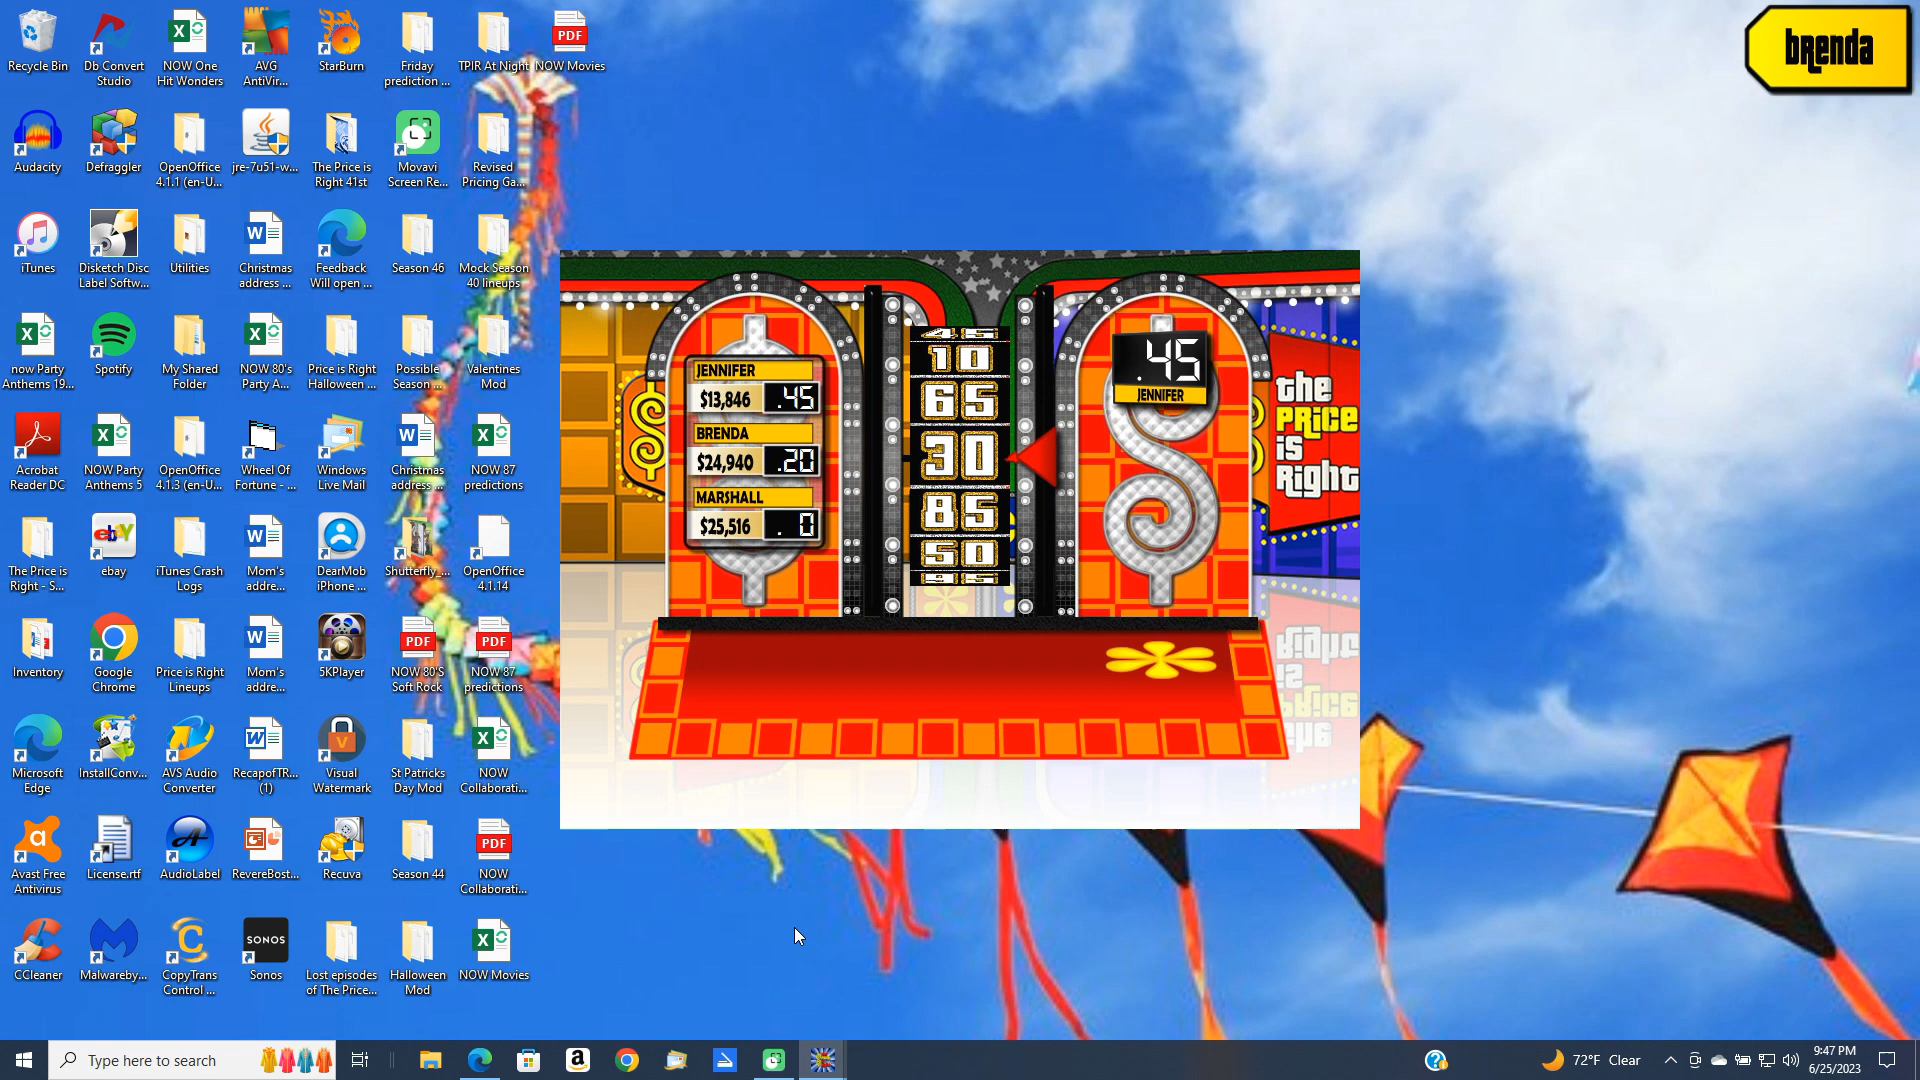 Recycle Bin
Db Convert
Studio
NOW One
Hit Wonders
AVG
AntiVir...
StarBurn
Friday
prediction ...
TPIR At Night
NOW Movies
brenda
Audacity
Defraggler
OpenOffice
4.1.1 (en-U...
jre-7u51-w...
The Price is
Right 41st
Movavi
Screen Re...
Revised
Pricing Ga...
iTunes
Disketch Disc
Label Softw...
Utilities
Christmas
address ...
Feedback
Will open ...
Season 46
Mock Season
40 lineups
now Party
Anthems 19...
Spotify
My Shared
Folder
NOW 80's
Party A...
Price is Right
Halloween ...
Possible
Season ...
Valentines
Mod
Acrobat
Reader DC
NOW Party
Anthems 5
OpenOffice
4.1.3 (en-U...
Wheel Of
Fortune - ...
Windows
Live Mail
Christmas
address ...
NOW 87
predictions
The Price is
Right - S...
ebay
iTunes Crash
Logs
Mom's
addre...
DearMob
iPhone ...
Shutterfly_...
OpenOffice
4.1.14
Inventory
Google
Chrome
Price is Right
Lineups
Mom's
addre...
5KPlayer
NOW 80'S
Soft Rock
NOW 87
predictions
Microsoft
Edge
InstallConv...
AVS Audio
Converter
RecapofTR...
(1)
Visual
Watermark
St Patricks
Day Mod
NOW
Collaborati...
Avast Free
Antivirus
License.rtf
AudioLabel
RevereBost...
Recuva
Season 44
NOW
Collaborati...
CCleaner
Malwareby...
CopyTrans
Control ...
SONOS
Sonos
Lost episodes
of The Price...
Halloween
Mod
NOW Movies
JENNIFER
$13,846 .45
BRENDA
$24,940 .20
MARSHALL
$25,516 . 0
45
10
65
30
85
50
.45
JENNIFER
the
PRICE
is
Right
Type here to search
72°F Clear
9:47 PM
6/25/2023